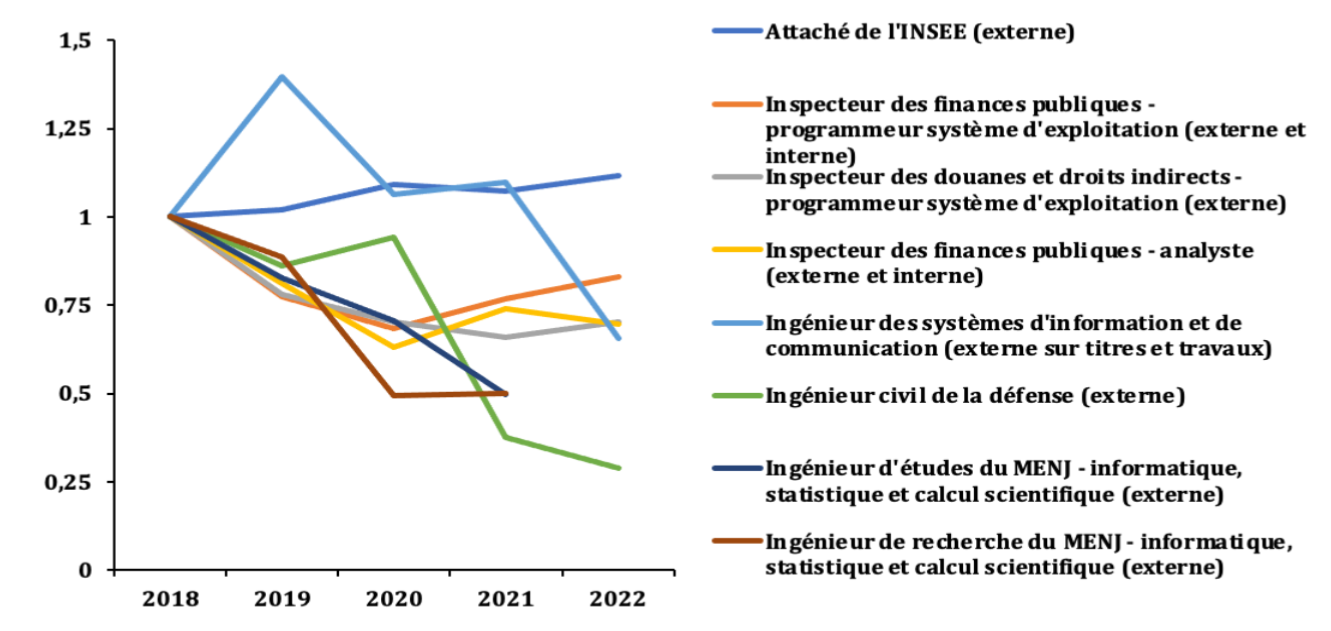 1,5
1,25
1
0,75
0,5
0,25
0
2018 2019 2020 2021 2022
Attaché de l'INSEE (externe)
Inspecteur des finances publiques -
programmeur système d'exploitation (externe et
interne)
Inspecteur des douanes et droits indirects -
programmeur système d'exploitation (externe)
Inspecteur des finances publiques - analyste
(externe et interne)
Ingénieur des systèmes d'information et de
communication (externe sur titres et travaux)
Ingénieur civil de la défense (externe)
Ingénieur d'études du MENJ - informatique,
statistique et calcul scientifique (externe)
Ingénieur de recherche du MENJ - informatique,
statistique et calcul scientifique (externe)